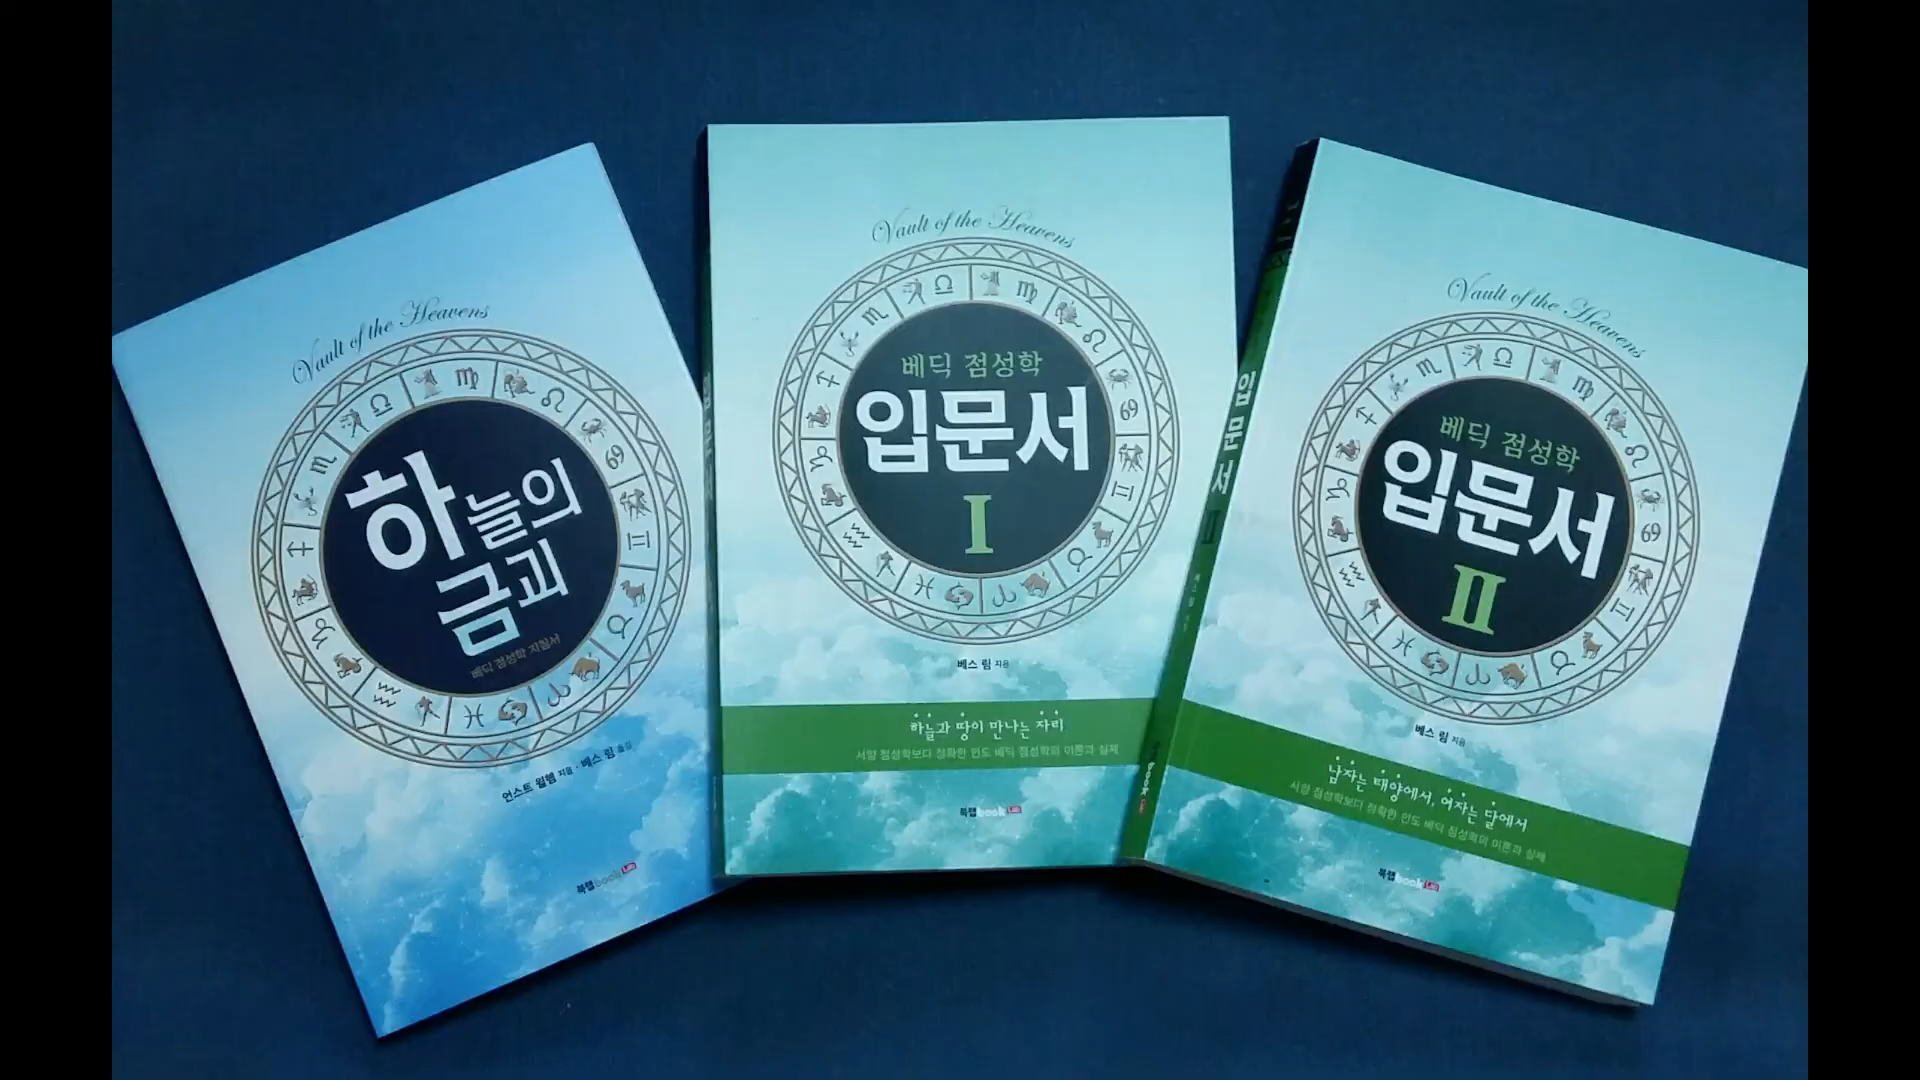 Vault of the Heavens
하늘의
금괴
베딕 점성학 지침서
언스트 윌헴 지음 · 베스 림 옮김
북랩book Lab
Vault of the Heavens
베딕 점성학
입문서
I
베스 림 지음
하늘과 땅이 만나는 자리
서양 점성학보다 정확한 인도 베딕 점성학의 이론과 실제
북랩book Lab
Vault of the Heavens
베딕 점성학
입문서
II
베스 림 지음
남자는 태양에서, 여자는 달에서
서양 점성학보다 정확한 인도 베딕 점성학의 이론과 실제
북랩book Lab
입문서 II